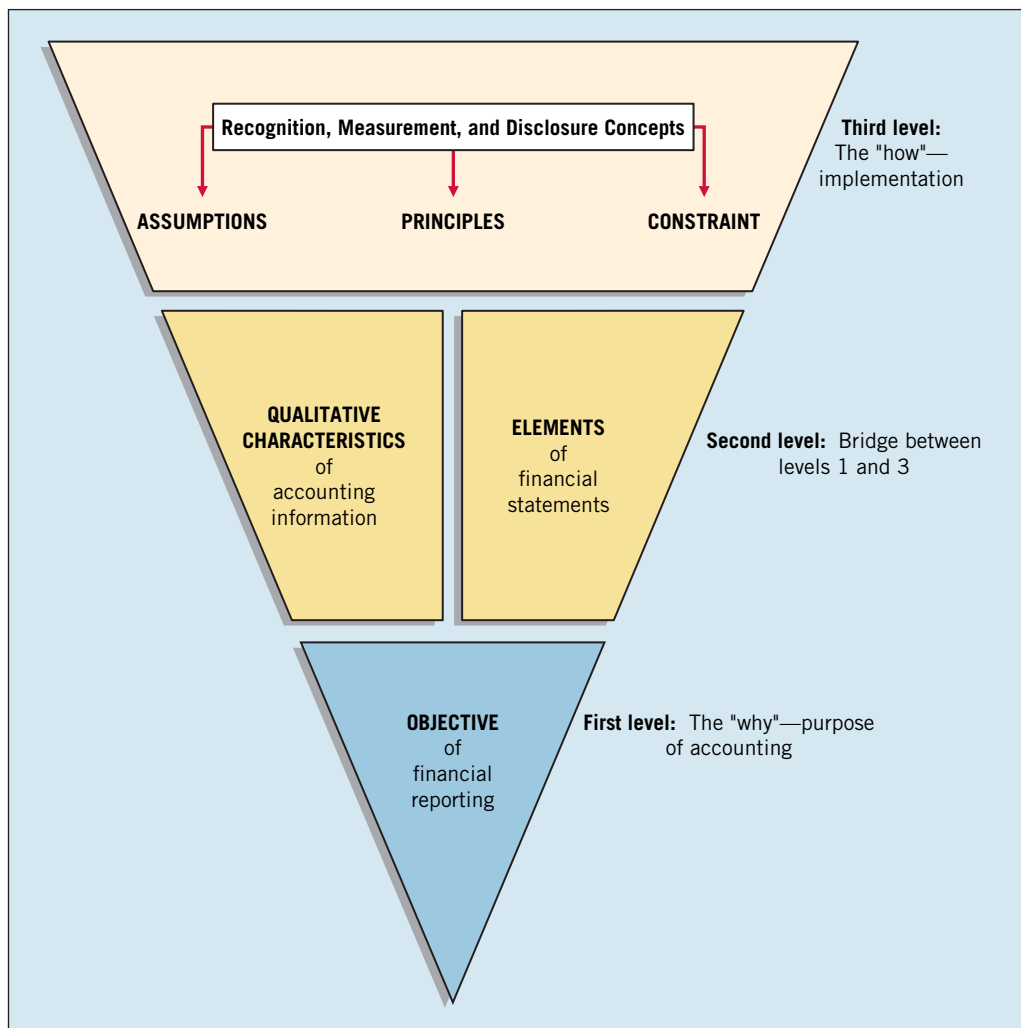 Recognition, Measurement, and Disclosure Concepts
ASSUMPTIONS
PRINCIPLES
CONSTRAINT
Third level:
The "how"—
implementation
QUALITATIVE
CHARACTERISTICS
of
accounting
information
ELEMENTS
of
financial
statements
Second level: Bridge between
levels 1 and 3
OBJECTIVE
of
financial
reporting
First level: The "why"—purpose
of accounting